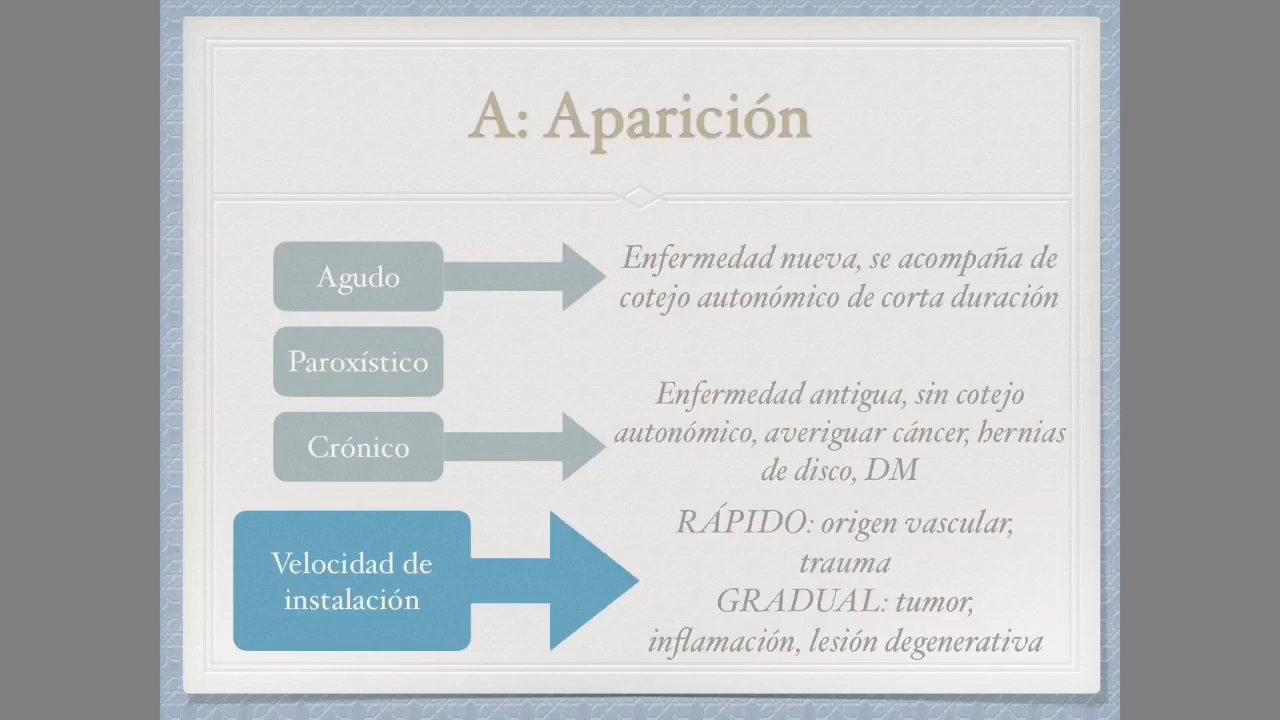 A: Aparición
Agudo
Enfermedad nueva, se acompaña de
cotejo autonómico de corta duración
Paroxístico
Crónico
Enfermedad antigua, sin cotejo
autonómico, averiguar cáncer, hernias
de disco, DM
Velocidad de
instalación
RÁPIDO: origen vascular,
trauma
GRADUAL: tumor,
inflamación, lesión degenerativa